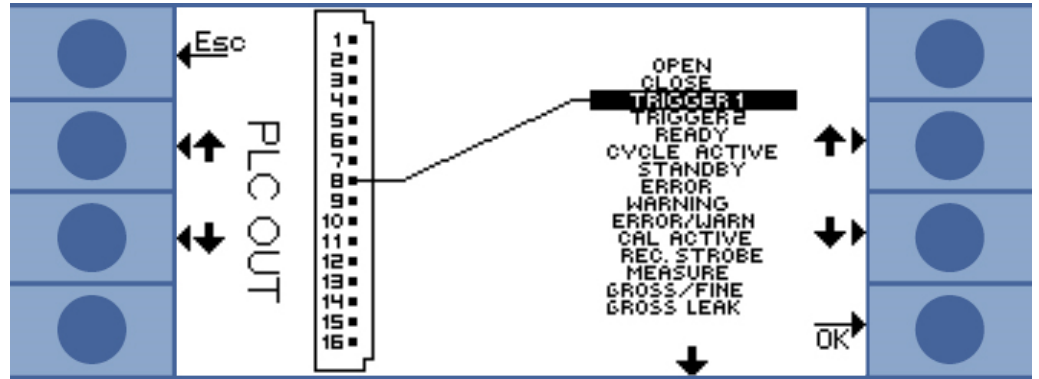 Esc
PLC OUT
1
2
3
4
5
6
7
8
9
10
11
12
13
14
15
16
OPEN
CLOSE
TRIGGER 1
TRIGGER 2
READY
CYCLE ACTIVE
STANDBY
ERROR
WARNING
ERROR/WARN
CAL ACTIVE
REC. STROBE
MEASURE
GROSS/FINE
GROSS LEAK
OK